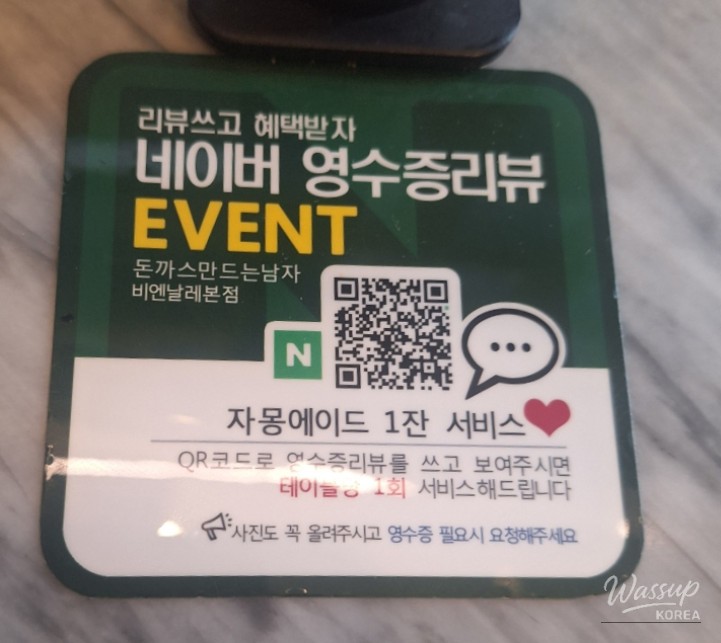 리뷰쓰고 혜택받자
네이버 영수증리뷰
EVENT
돈까스만드는남자
비엔날레본점
N
자몽에이드 1잔 서비스
QR코드로 영수증리뷰를 쓰고 보여주시면
테이블당 1회 서비스해드립니다
사진도 꼭 올려주시고 영수증 필요시 요청해주세요
Wassup
KOREA